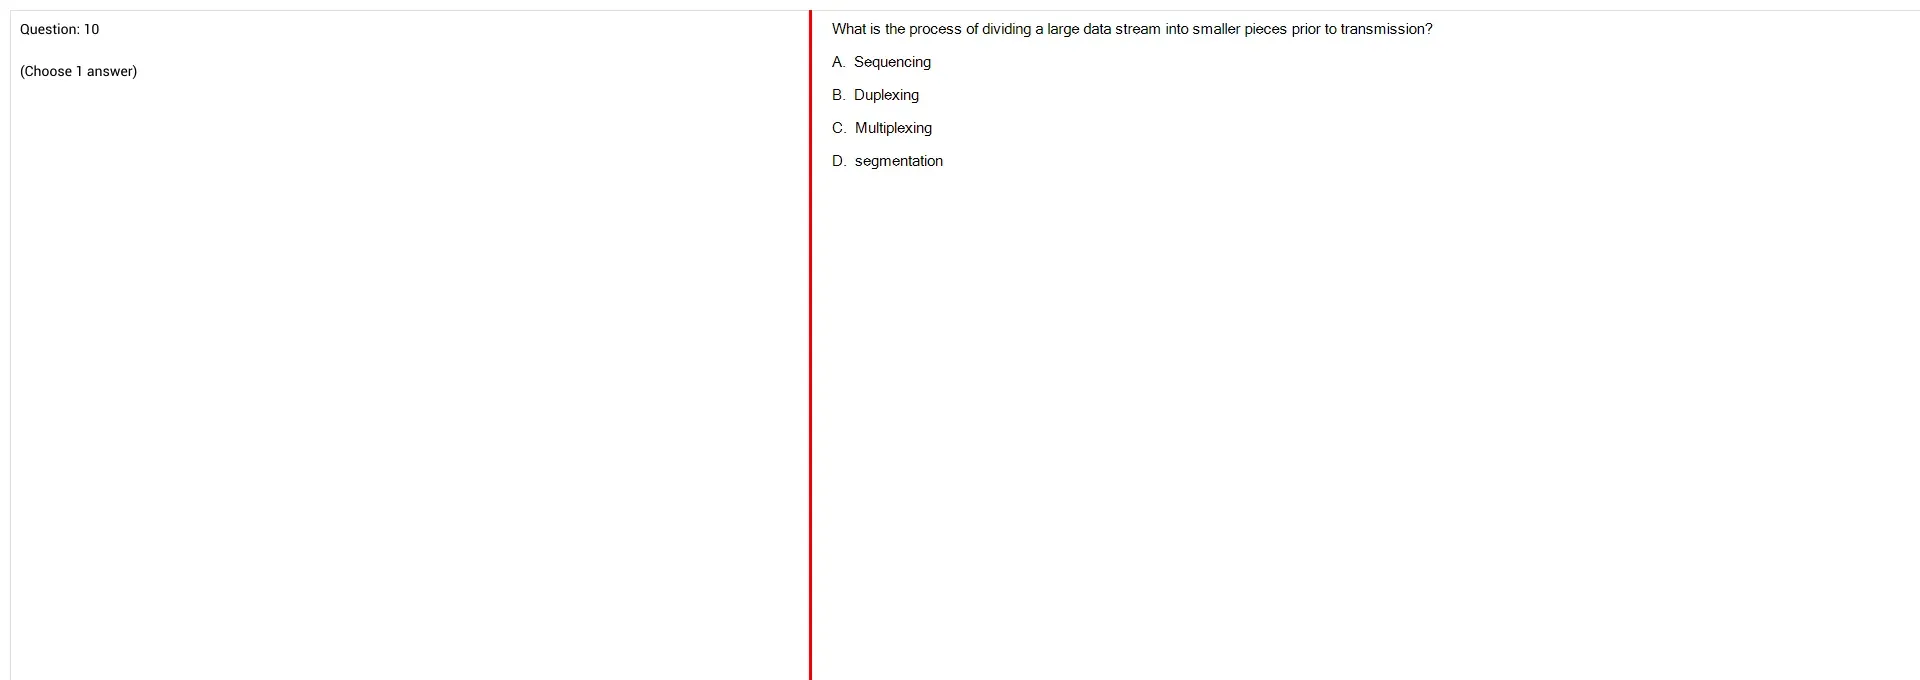 Question: 10
(Choose 1 answer)
What is the process of dividing a large data stream into smaller pieces prior to transmission?
A. Sequencing
B. Duplexing
C. Multiplexing
D. segmentation